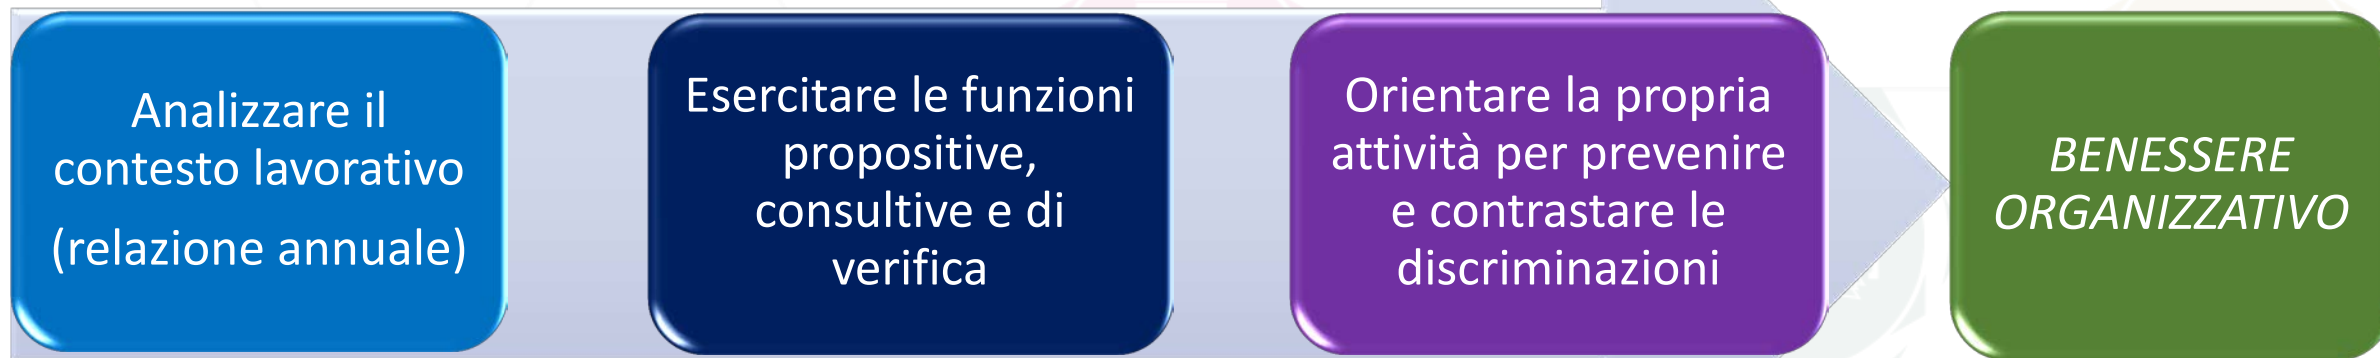 Analizzare il
contesto lavorativo
(relazione annuale)
Esercitare le funzioni
propositive,
consultive e di
verifica
Orientare la propria
attività per prevenire
e contrastare le
discriminazioni
BENESSERE
ORGANIZZATIVO